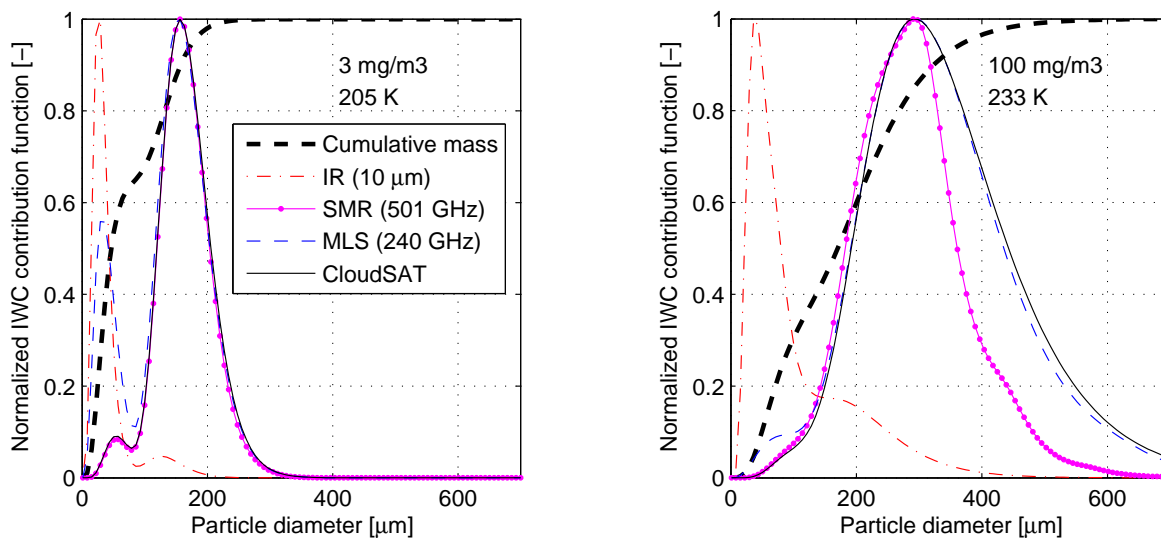 Normalized IWC contribution function [−]
1
0.8
0.6
0.4
0.2
0
0
200
400
600
Particle diameter [μm]
3 mg/m3
205 K
Cumulative mass
IR (10 μm)
SMR (501 GHz)
MLS (240 GHz)
CloudSAT
Normalized IWC contribution function [−]
1
0.8
0.6
0.4
0.2
0
0
200
400
600
Particle diameter [μm]
100 mg/m3
233 K